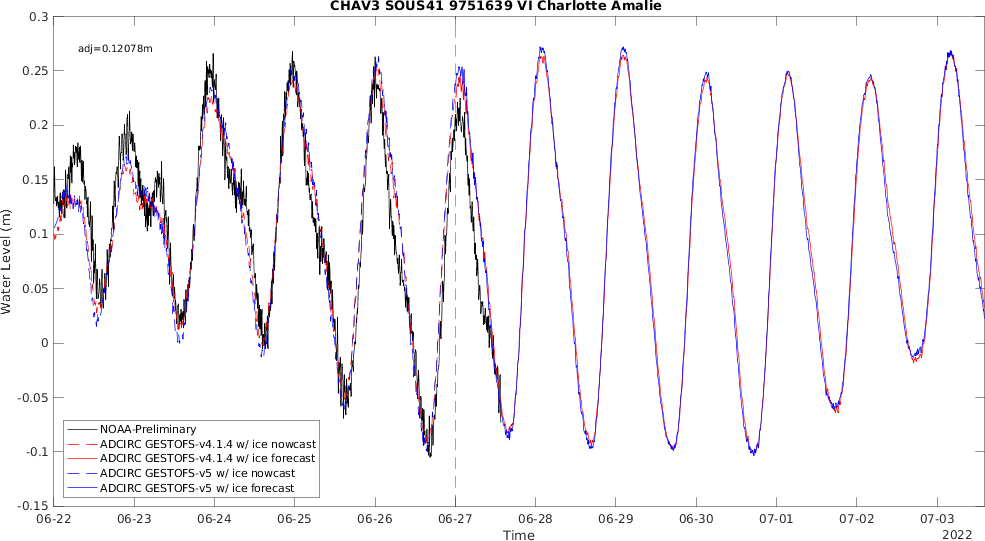 CHAV3 SOUS41 9751639 VI Charlotte Amalie
adj=0.12078m
0.3
0.25
0.2
0.15
0.1
0.05
0
-0.05
-0.1
-0.15
Water Level (m)
NOAA-Preliminary
ADCIRC GESTOFS-v4.1.4 w/ ice nowcast
ADCIRC GESTOFS-v4.1.4 w/ ice forecast
ADCIRC GESTOFS-v5 w/ ice nowcast
ADCIRC GESTOFS-v5 w/ ice forecast
06-22 06-23 06-24 06-25 06-26 06-27 06-28 06-29 06-30 07-01 07-02 07-03
Time
2022